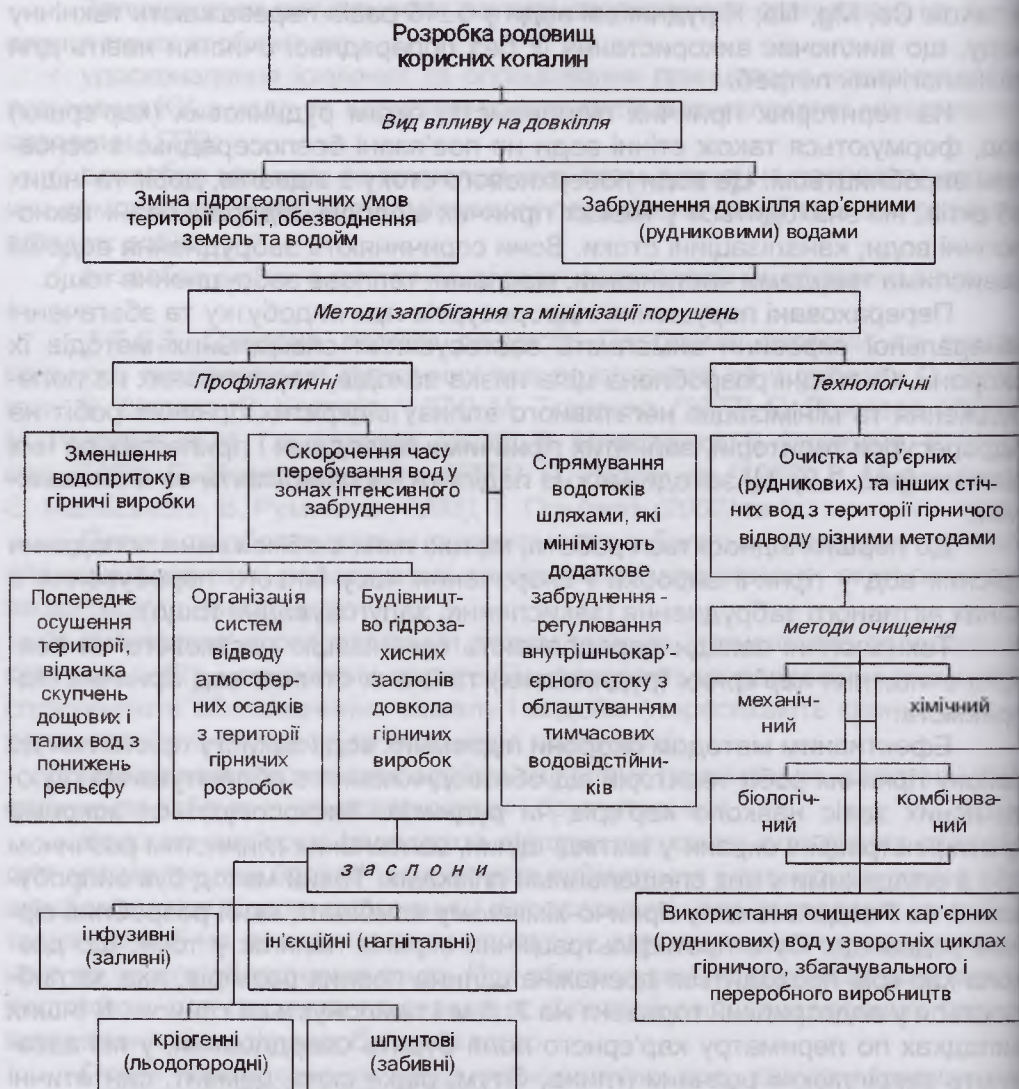 Розробка родовищ
корисних копалин
Вид впливу на довкілля
Зміна гідрогеологічних умов
території робіт, обезводнення
земель та водойм
Забруднення довкілля кар'єрними
(рудниковими) водами
Методи запобігання та мінімізації порушень
Профілактичні
Технологічні
Зменшення
водопритоку в
гірничі виробки
Скорочення часу
перебування вод у
зонах інтенсивного
забруднення
Спрямування
водотоків
шляхами, які
мінімізують
додаткове
забруднення -
регулювання
внутрішнекар'-
єрного стоку
облаштуванням
тимчасових
водовідстійни-
ків
Очистка кар'єрних
(рудникових) та інших стіч-
них вод з території гірничого
відводу різними методами
Попереднє
осушення
території,
відкачка
скупчень
дощових і
талих вод з
понижень
рельєфу
Організація
систем
відводу
атмосфер-
них осадків
з території
гірничих
розробок
Будівницт-
во гідроза-
хисних
заслонів
довкола
гірничих
виробок
методи очищення
механіч-
ний
хімічний
біологіч-
ний
комбінова-
ний
заслони
інфузивні
(заливні)
ін'єкційні (нагнітальні)
кріогенні
(льодопородні)
шпунтові
(забивні)
Використання очищених кар'єрних
(рудникових) вод у зворотніх циклах
гірничого, збагачувального і
переробного виробництв